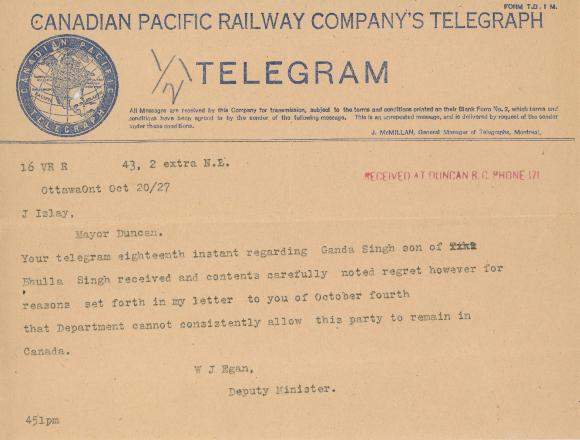 FORM T.D. 1 M.
CANADIAN PACIFIC RAILWAY COMPANY'S TELEGRAPH
CANADIAN PACIFIC TELEGRAPH
1/2
TELEGRAM
All Messages are received by this Company for transmission, subject to the terms and conditions printed on their Blank Form No. 2, which terms and
conditions have been agreed to by the sender of the following message. This is an unrepeated message, and is delivered by request of the sender
under these conditions.
J. McMILLAN, General Manager of Telegraphs, Montreal.
16 VR R 43, 2 extra N.E.
RECEIVED AT DUNCAN B.C. PHONE 171
OttawaOnt Oct 20/27
J Islay,
Mayor Duncan.
Your telegram eighteenth instant regarding Ganda Singh son of
Bhulla Singh received and contents carefully noted regret however for
reasons set forth in my letter to you of October fourth
that Department cannot consistently allow this party to remain in
Canada.
W J Egan,
Deputy Minister.
451pm